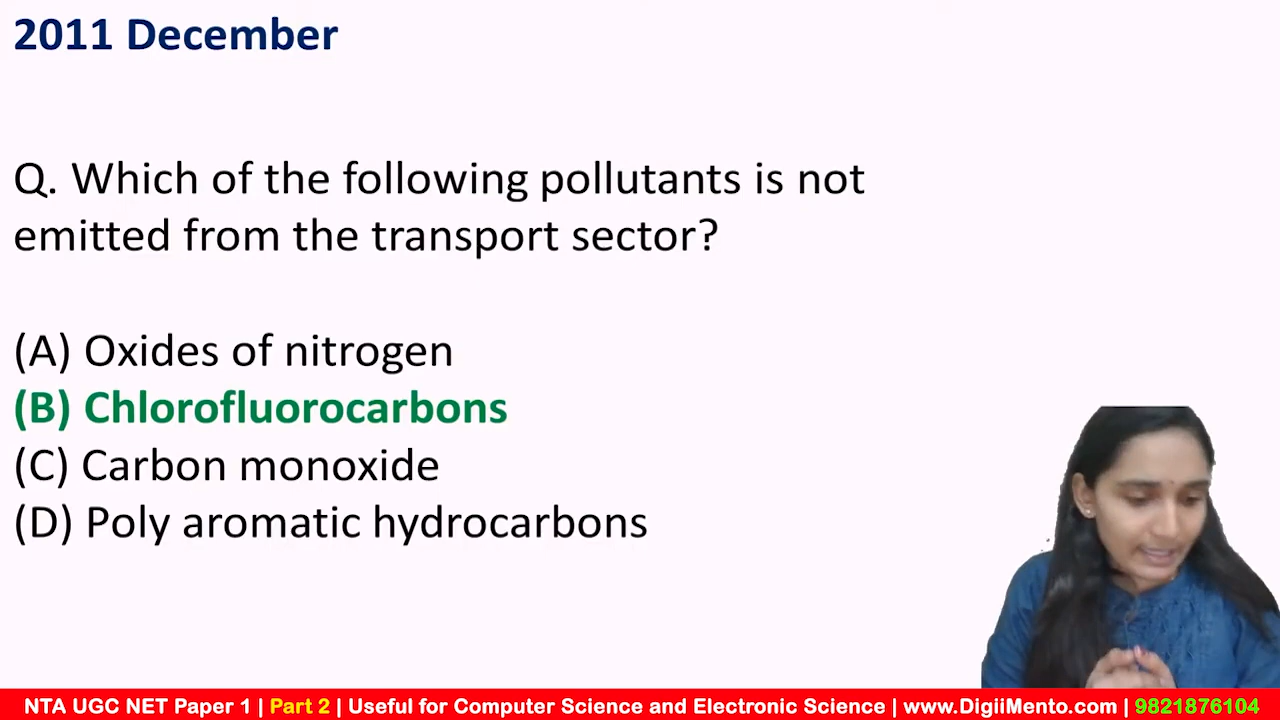 2011 December
Q. Which of the following pollutants is not
emitted from the transport sector?
(A) Oxides of nitrogen
(B) Chlorofluorocarbons
(C) Carbon monoxide
(D) Poly aromatic hydrocarbons
NTA UGC NET Paper 1 | Part 2 | Useful for Computer Science and Electronic Science | www.DigiiMento.com | 9821876104